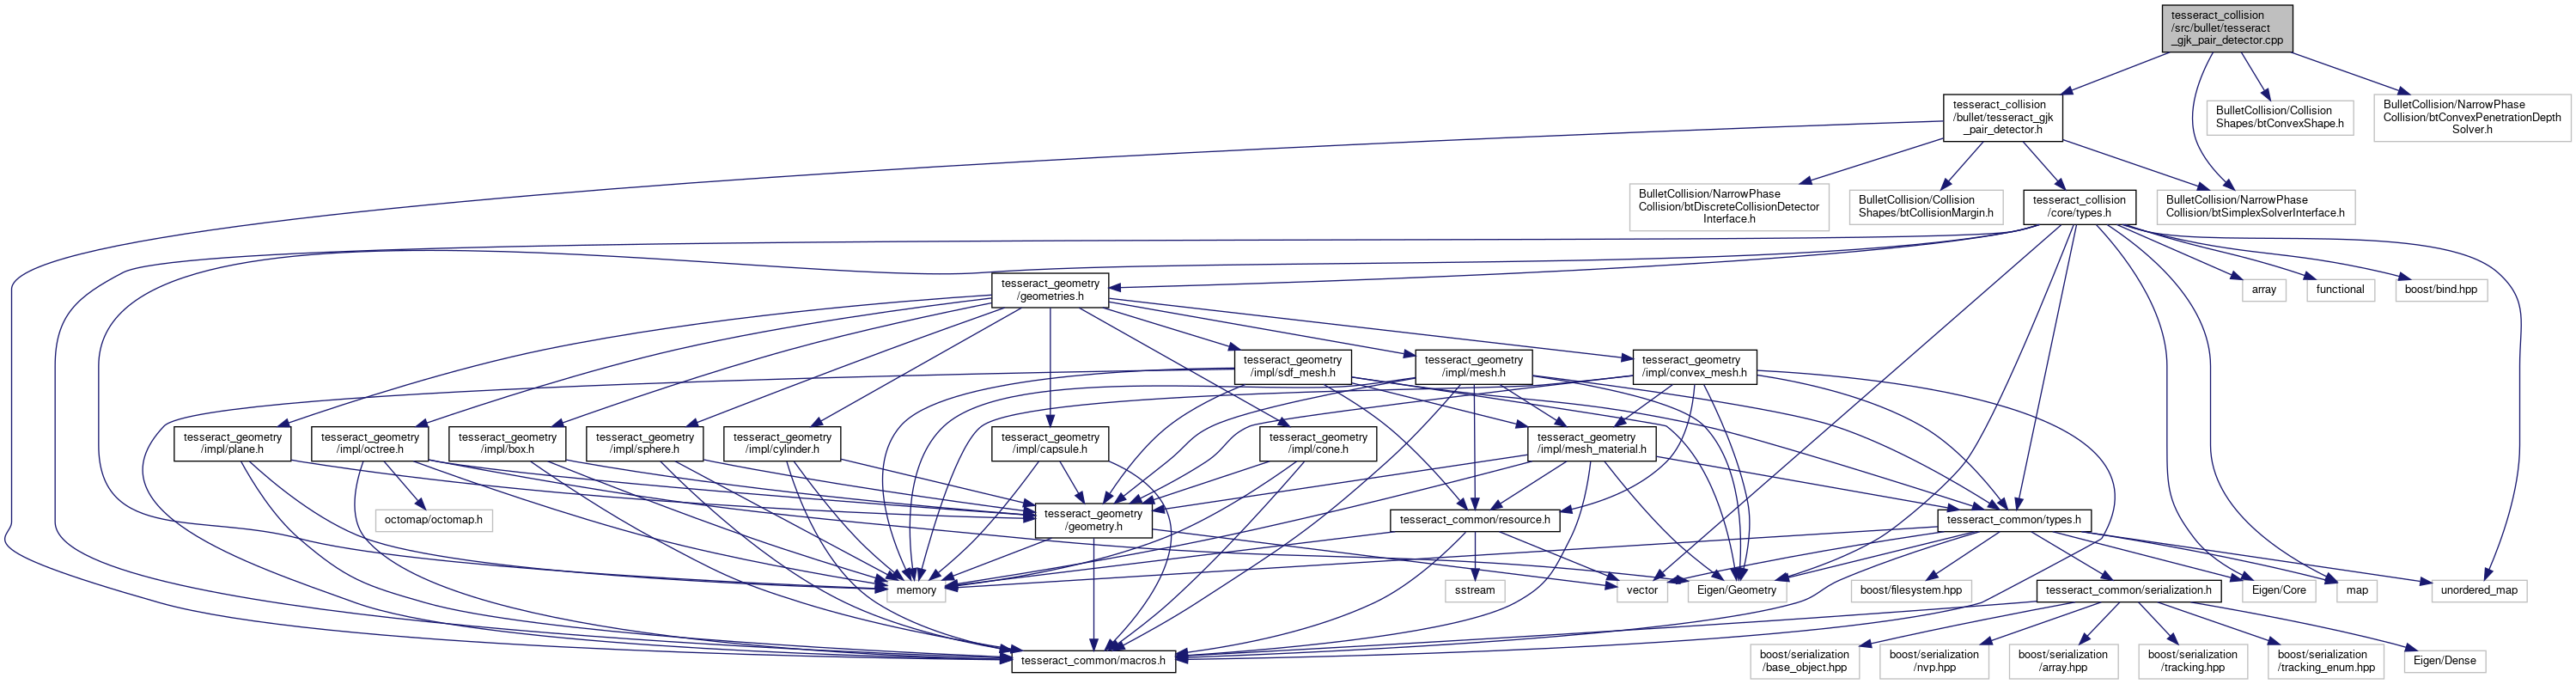 tesseract_collision
/src/bullet/tesseract
_gjk_pair_detector.cpp
tesseract_collision
/bullet/tesseract_gjk
_pair_detector.h
BulletCollision/Collision
Shapes/btConvexShape.h
BulletCollision/NarrowPhase
Collision/btConvexPenetrationDepth
Solver.h
BulletCollision/NarrowPhase
Collision/btDiscreteCollisionDetector
Interface.h
BulletCollision/Collision
Shapes/btCollisionMargin.h
tesseract_collision
/core/types.h
BulletCollision/NarrowPhase
Collision/btSimplexSolverInterface.h
tesseract_geometry
/geometries.h
array
functional
boost/bind.hpp
tesseract_geometry
/impl/sdf_mesh.h
tesseract_geometry
/impl/mesh.h
tesseract_geometry
/impl/convex_mesh.h
tesseract_geometry
/impl/plane.h
tesseract_geometry
/impl/octree.h
tesseract_geometry
/impl/box.h
tesseract_geometry
/impl/sphere.h
tesseract_geometry
/impl/cylinder.h
tesseract_geometry
/impl/capsule.h
tesseract_geometry
/impl/cone.h
tesseract_geometry
/impl/mesh_material.h
octomap/octomap.h
tesseract_geometry
/geometry.h
tesseract_common/resource.h
tesseract_common/types.h
memory
sstream
vector
Eigen/Geometry
boost/filesystem.hpp
tesseract_common/serialization.h
Eigen/Core
map
unordered_map
tesseract_common/macros.h
boost/serialization
/base_object.hpp
boost/serialization
/nvp.hpp
boost/serialization
/array.hpp
boost/serialization
/tracking.hpp
boost/serialization
/tracking_enum.hpp
Eigen/Dense